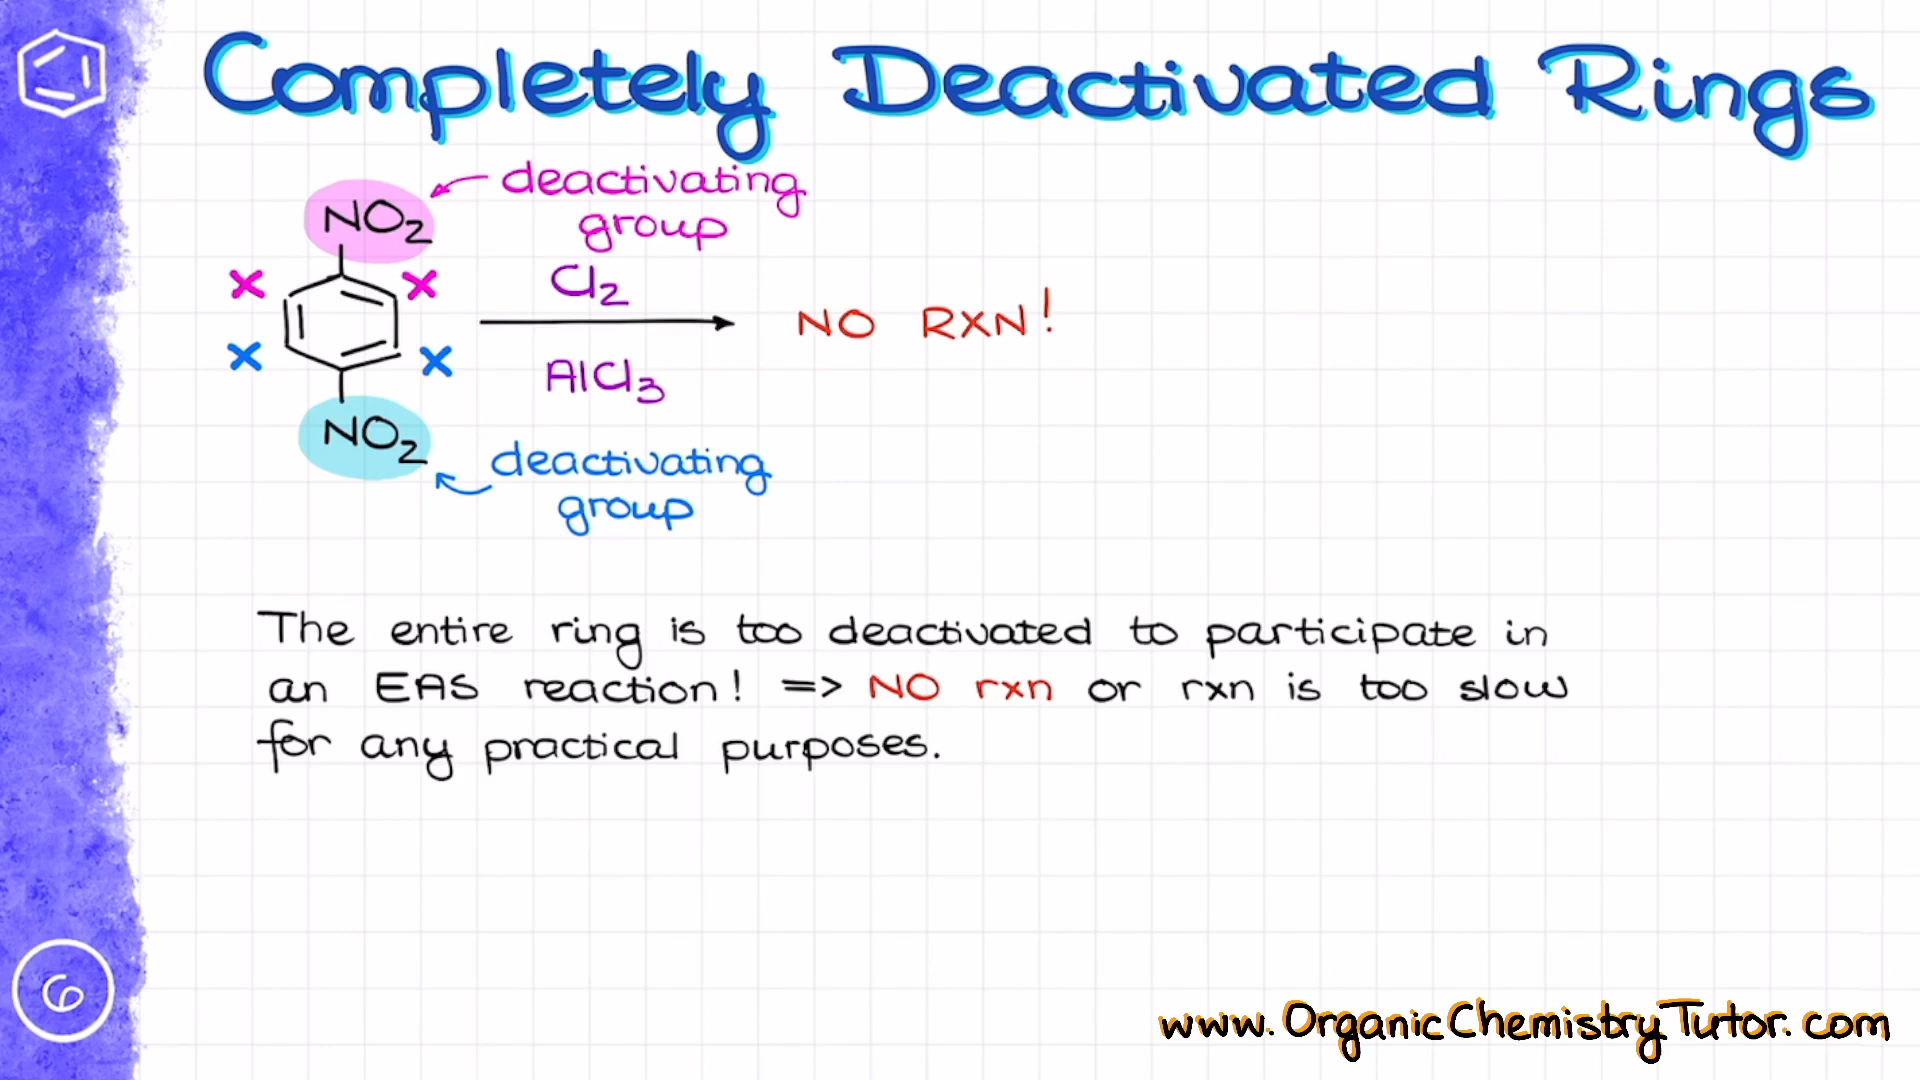 Completely Deactivated Rings
deactivating
group
NO2
Cl2
NO RXN!
AlCl3
NO2
deactivating
group
The entire ring is too deactivated to participate in
an EAS reaction! => NO rxn or rxn is too slow
for any practical purposes.
6
www.OrganicChemistryTutor.com